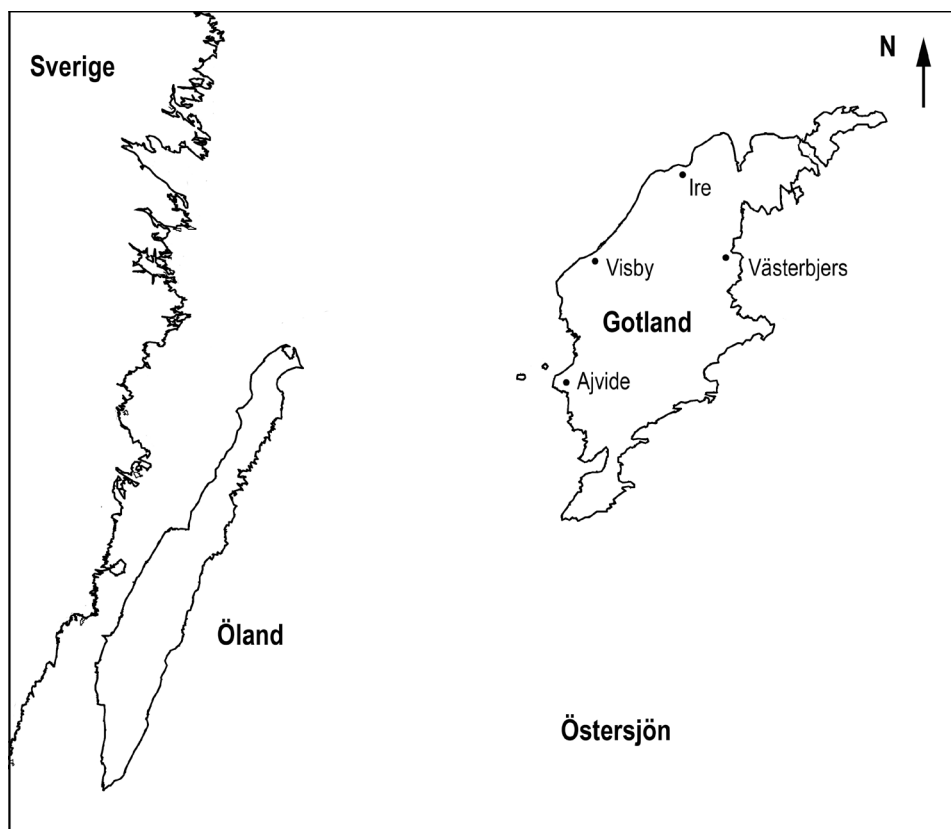 Sverige
N
Ire
Visby
Västerbjers
Gotland
Ajvide
Öland
Östersjön